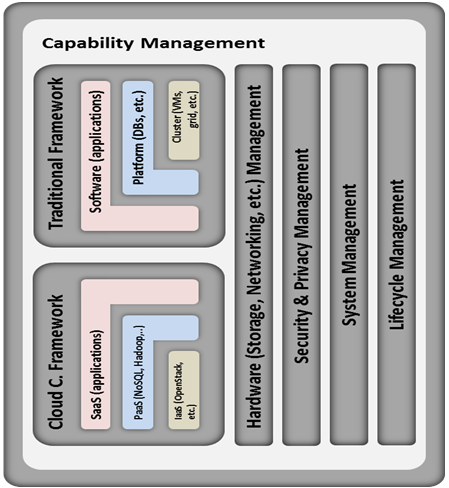 Capability Management
Traditional Framework
Software (applications)
Platform (DBs, etc.)
Cluster (VMs,
grid, etc.)
Cloud C. Framework
SaaS (applications)
PaaS (NoSQL, Hadoop,..)
IaaS (OpenStack,
etc.)
Hardware (Storage, Networking, etc.) Management
Security & Privacy Management
System Management
Lifecycle Management